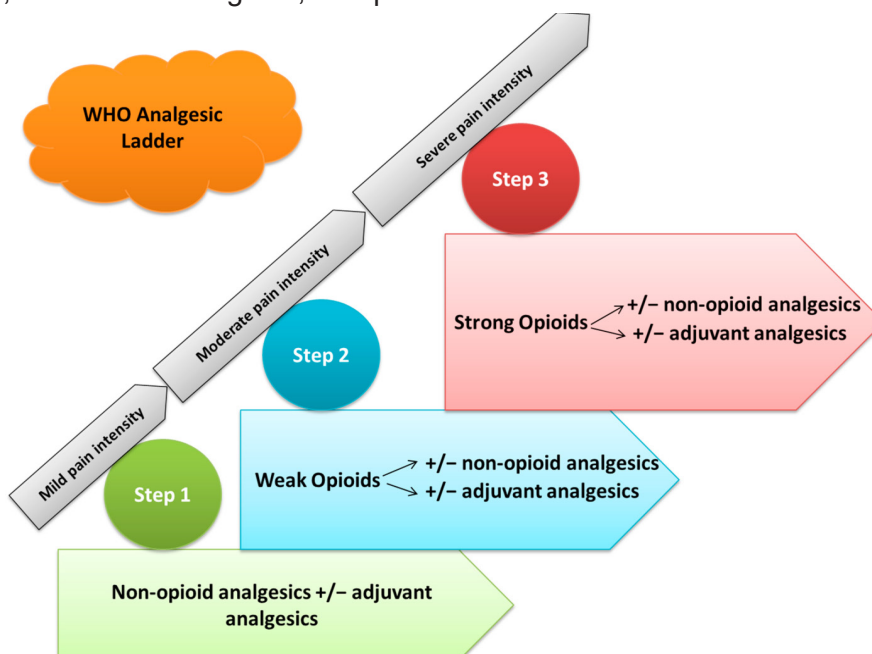 WHO Analgesic
Ladder
Severe pain intensity
Step 3
Strong Opioids
+/− non-opioid analgesics
+/− adjuvant analgesics
Moderate pain intensity
Step 2
Weak Opioids
+/− non-opioid analgesics
+/− adjuvant analgesics
Mild pain intensity
Step 1
Non-opioid analgesics +/− adjuvant
analgesics